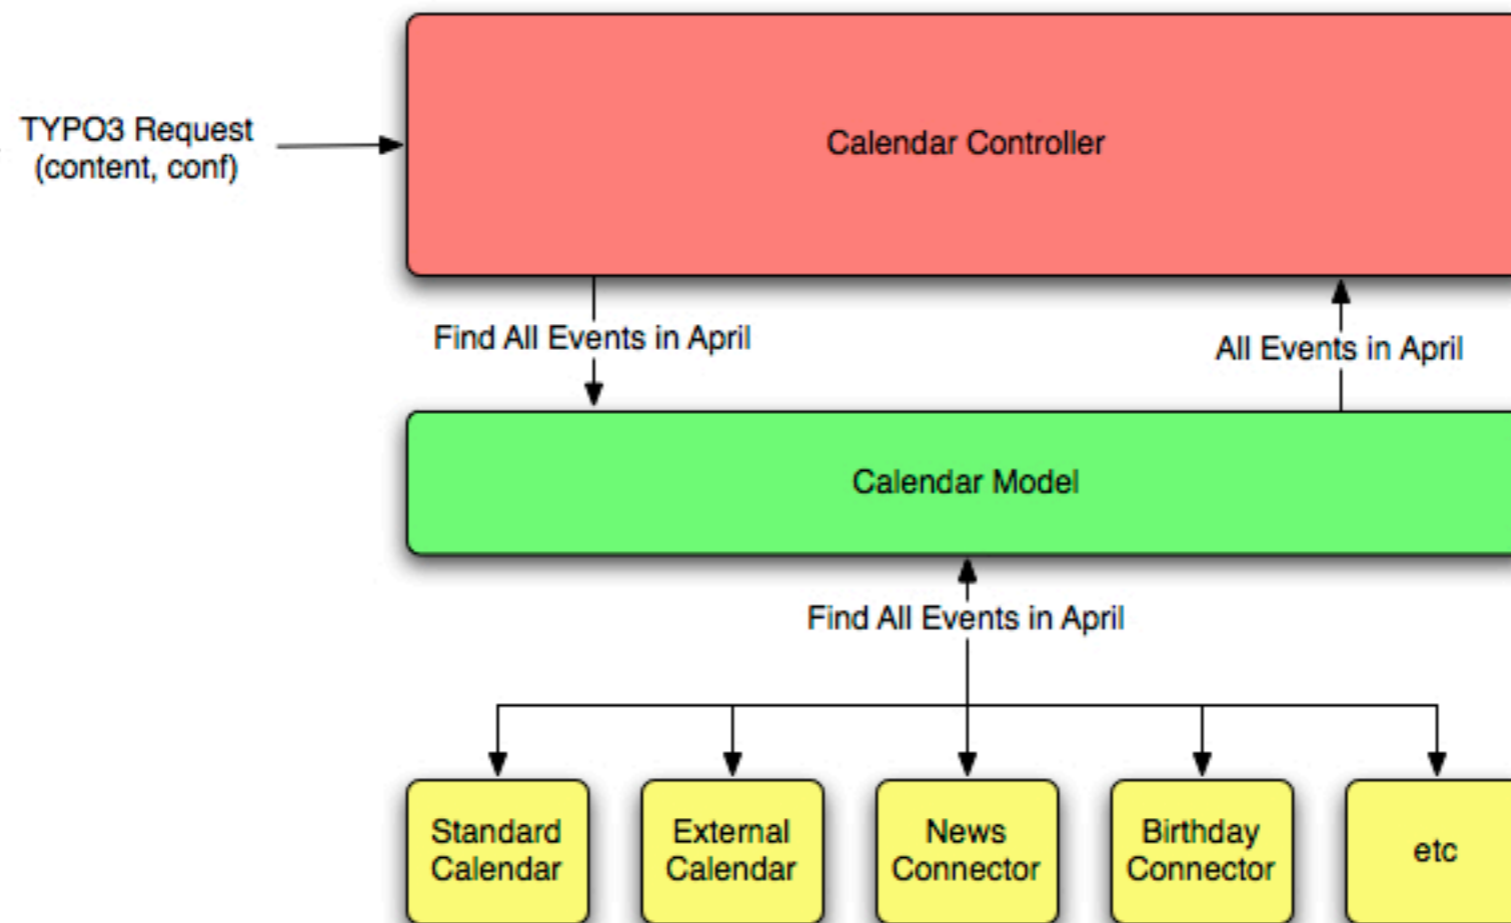 TYPO3 Request
(content, conf)
Calendar Controller
Find All Events in April
All Events in April
Calendar Model
Find All Events in April
Standard
Calendar
External
Calendar
News
Connector
Birthday
Connector
etc